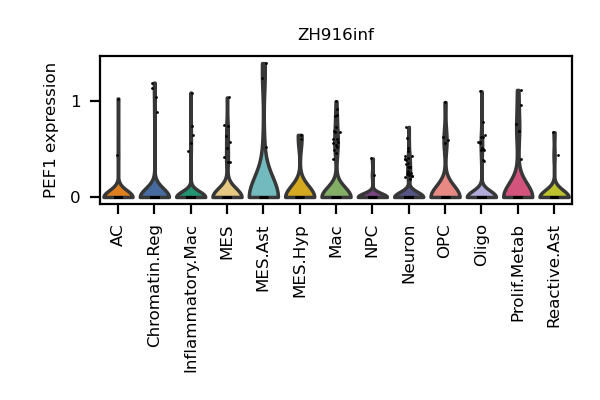 ZH916inf
PEF1 expression
1
0
AC
Chromatin.Reg
Inflammatory.Mac
MES
MES.Ast
MES.Hyp
Mac
NPC
Neuron
OPC
Oligo
Prolif.Metab
Reactive.Ast